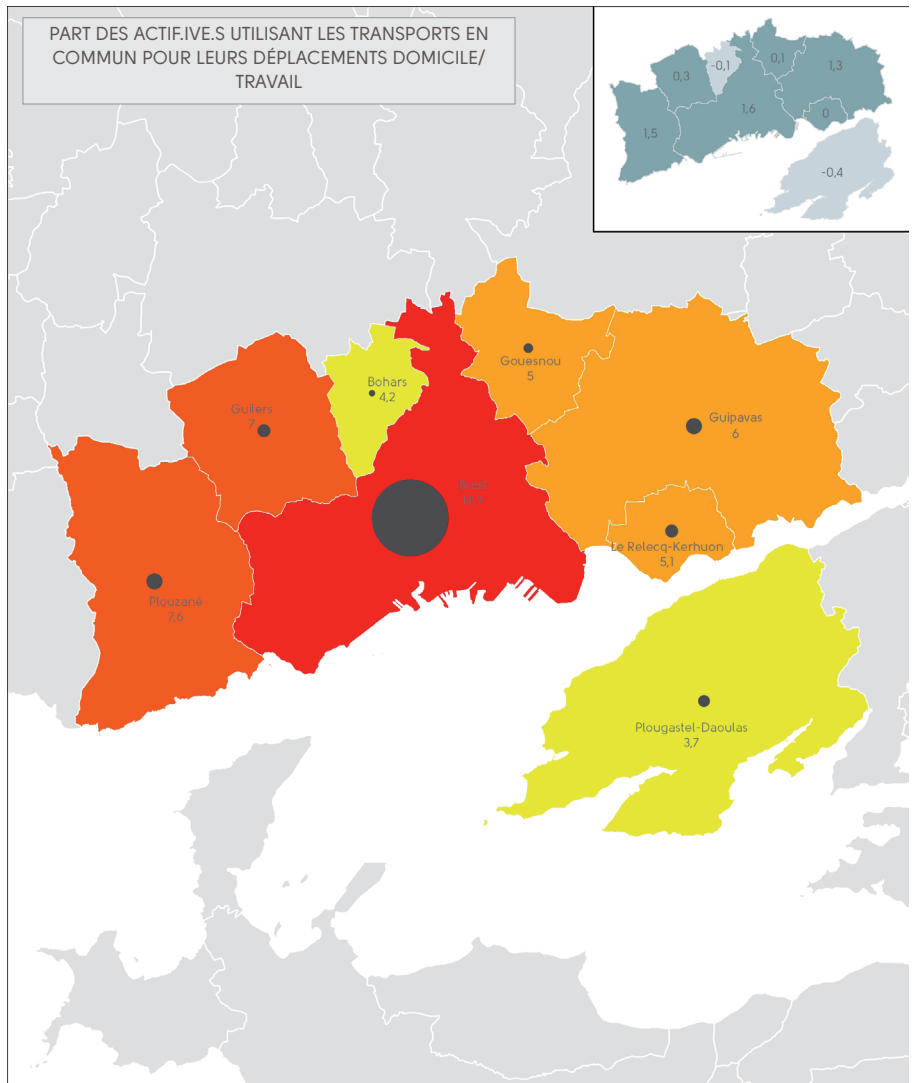 PART DES ACTIF.IVE.S UTILISANT LES TRANSPORTS EN
COMMUN POUR LEURS DÉPLACEMENTS DOMICILE/
TRAVAIL
-0,1
0,1
0,3
1,3
1,6
0
1,5
-0,4
Gouesnou
5
Bohars
4,2
Guilers
7
Guipavas
6
Brest
Le Relecq-Kerhuon
5,1
Plouzané
7,6
Plougastel-Daoulas
3,7